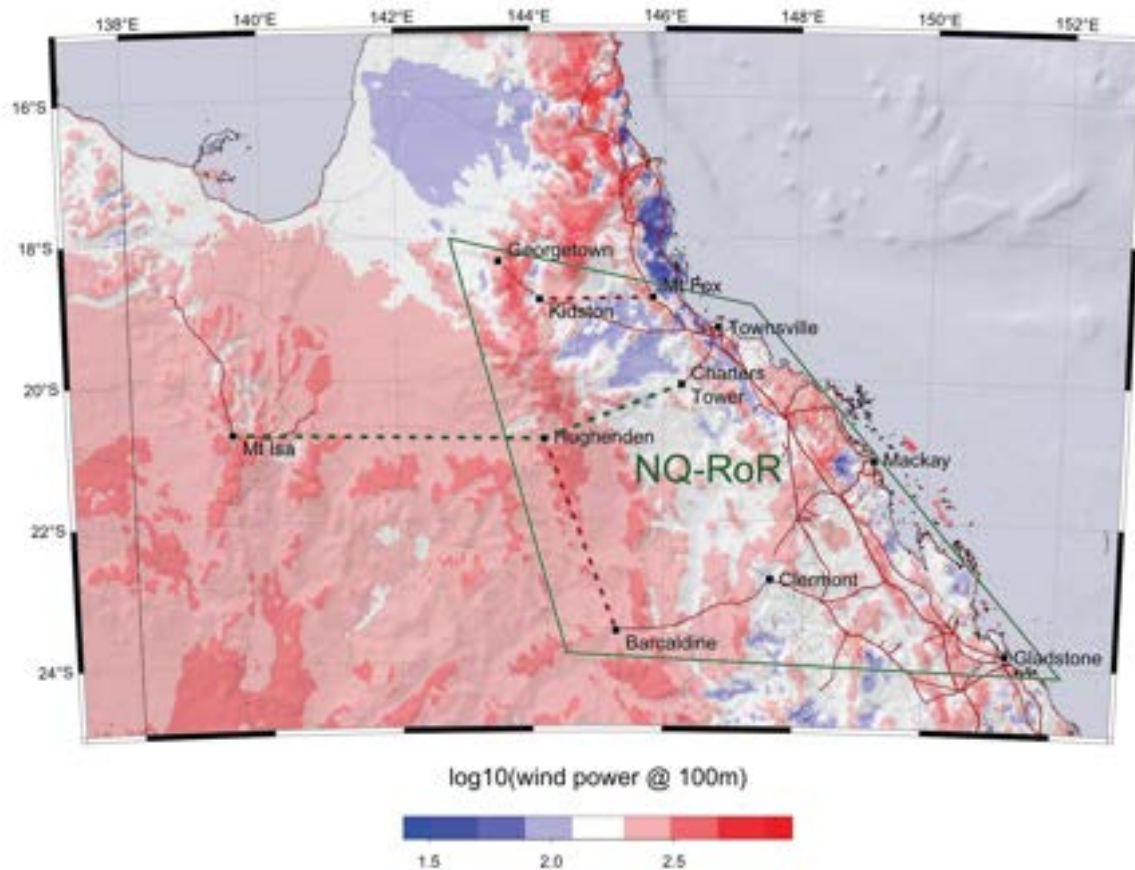 138°E 140°E 142°E 144°E 146°E 148°E 150°E 152°E
16°S
18°S
Georgetown
Mt Fox
Kidston
Townsville
Charters
Tower
20°S
Mt Isa
Hughenden
NQ-RoR
Mackay
22°S
Clermont
Barcaldine
Gladstone
24°S
log10(wind power @ 100m)
1.5 2.0 2.5